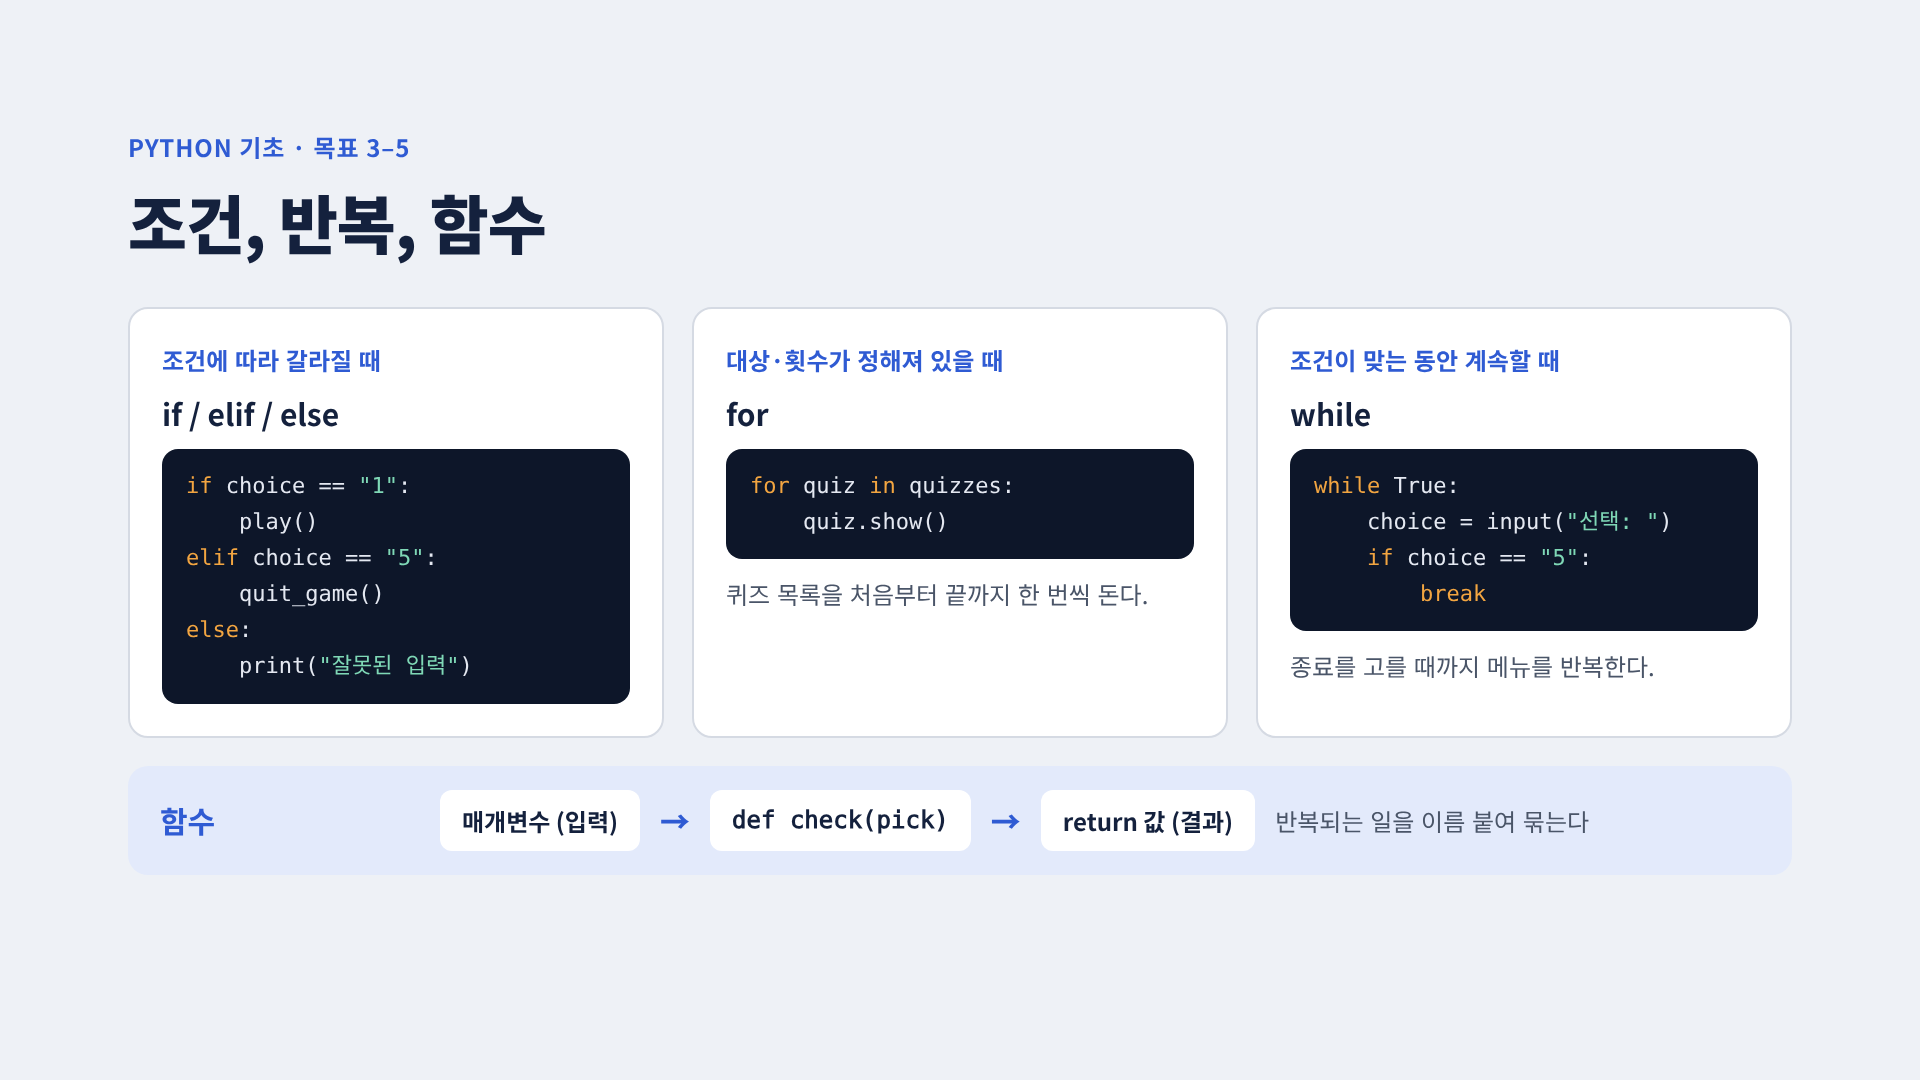 PYTHON 기초 · 목표 3–5
조건, 반복, 함수
조건에 따라 갈라질 때
if / elif / else
if choice == "1":
    play()
elif choice == "5":
    quit_game()
else:
    print("잘못된 입력")
대상·횟수가 정해져 있을 때
for
for quiz in quizzes:
    quiz.show()
퀴즈 목록을 처음부터 끝까지 한 번씩 돈다.
조건이 맞는 동안 계속할 때
while
while True:
    choice = input("선택: ")
    if choice == "5":
        break
종료를 고를 때까지 메뉴를 반복한다.
함수
매개변수 (입력)
→
def check(pick)
→
return 값 (결과)
반복되는 일을 이름 붙여 묶는다